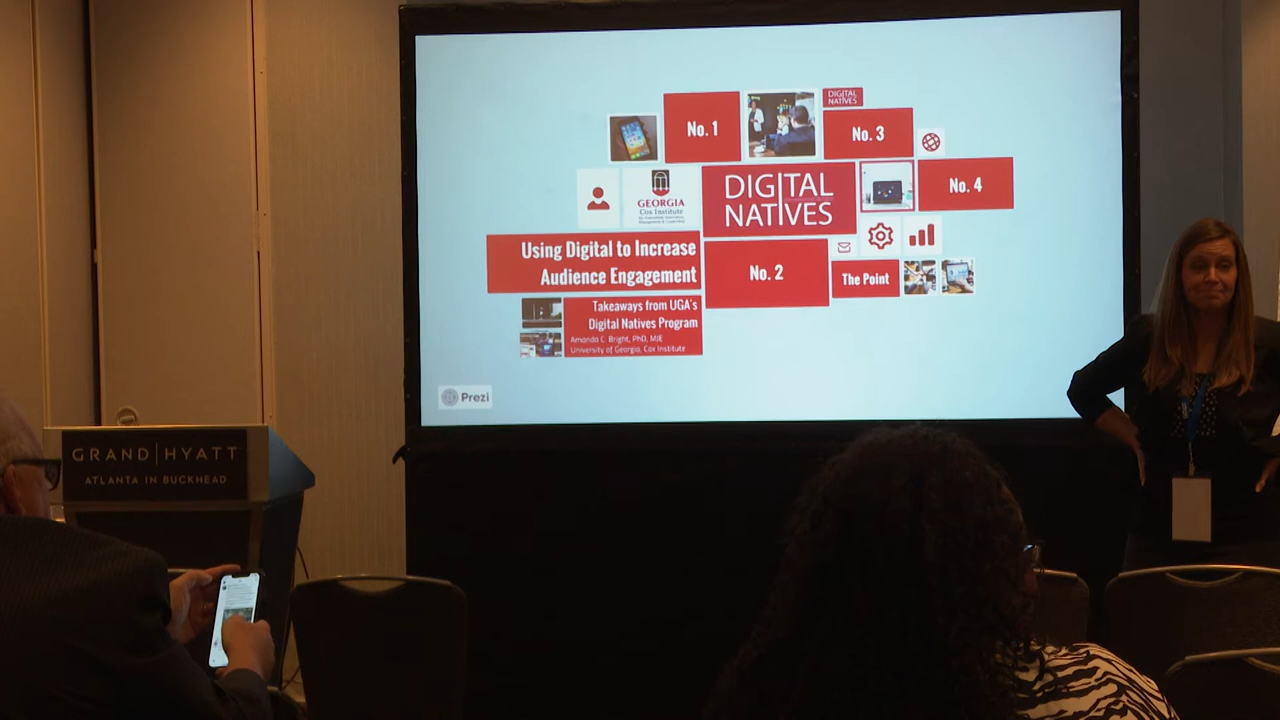 DIGITAL
NATIVES
No. 1
No. 3
No. 4
GEORGIA
Cox Institute
DIGITAL
NATIVES
Using Digital to Increase
Audience Engagement
No. 2
The Point
Takeaways from UGA's
Digital Natives Program
Amanda C. Bright, PhD, MJE
University of Georgia, Cox Institute
Prezi
GRAND | HYATT
ATLANTA IN BUCKHEAD